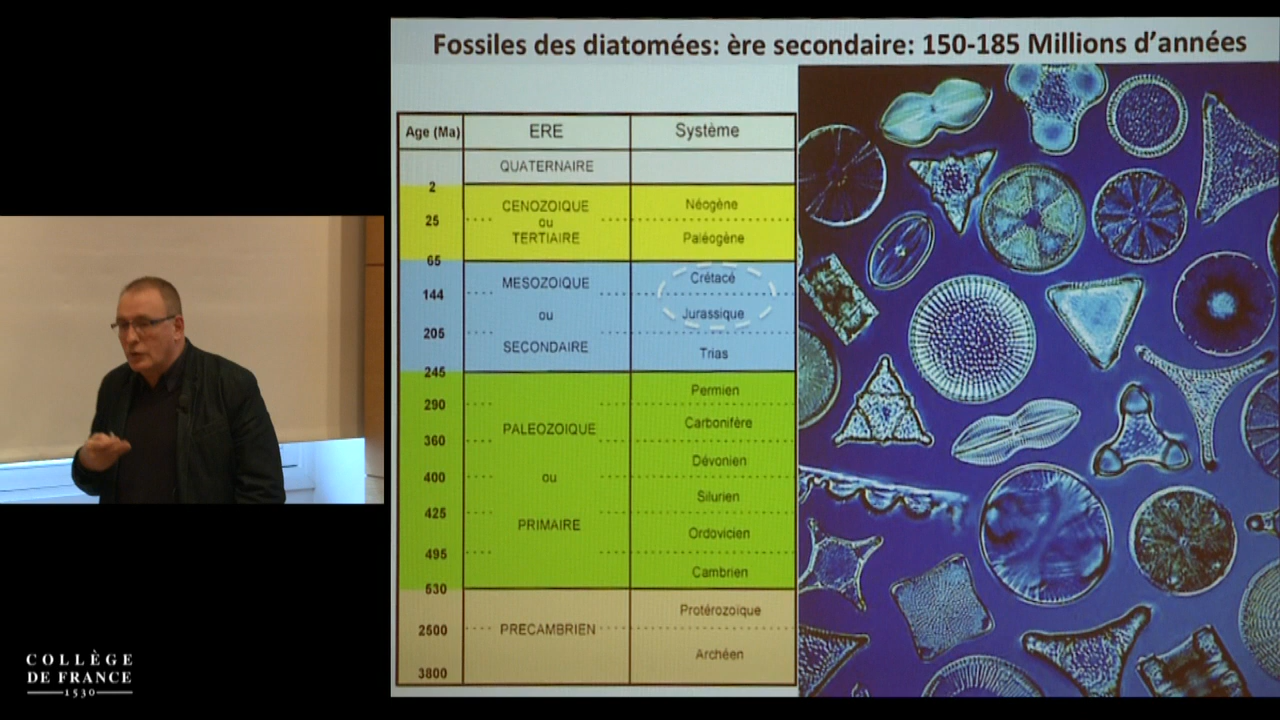 Fossiles des diatomées: ère secondaire: 150-185 Millions d’années
Age (Ma) ERE Système
QUATERNAIRE
2
CENOZOIQUE Néogène
25 ou
TERTIAIRE Paléogène
65
MESOZOIQUE Crétacé
144
ou Jurassique
205
SECONDAIRE Trias
245
Permien
290
PALEOZOIQUE Carbonifère
360
Dévonien
400 ou
Silurien
425
PRIMAIRE Ordovicien
495
Cambrien
530
Protérozoïque
2500 PRECAMBRIEN
Archéen
3800
COLLÈGE
DE FRANCE
1530